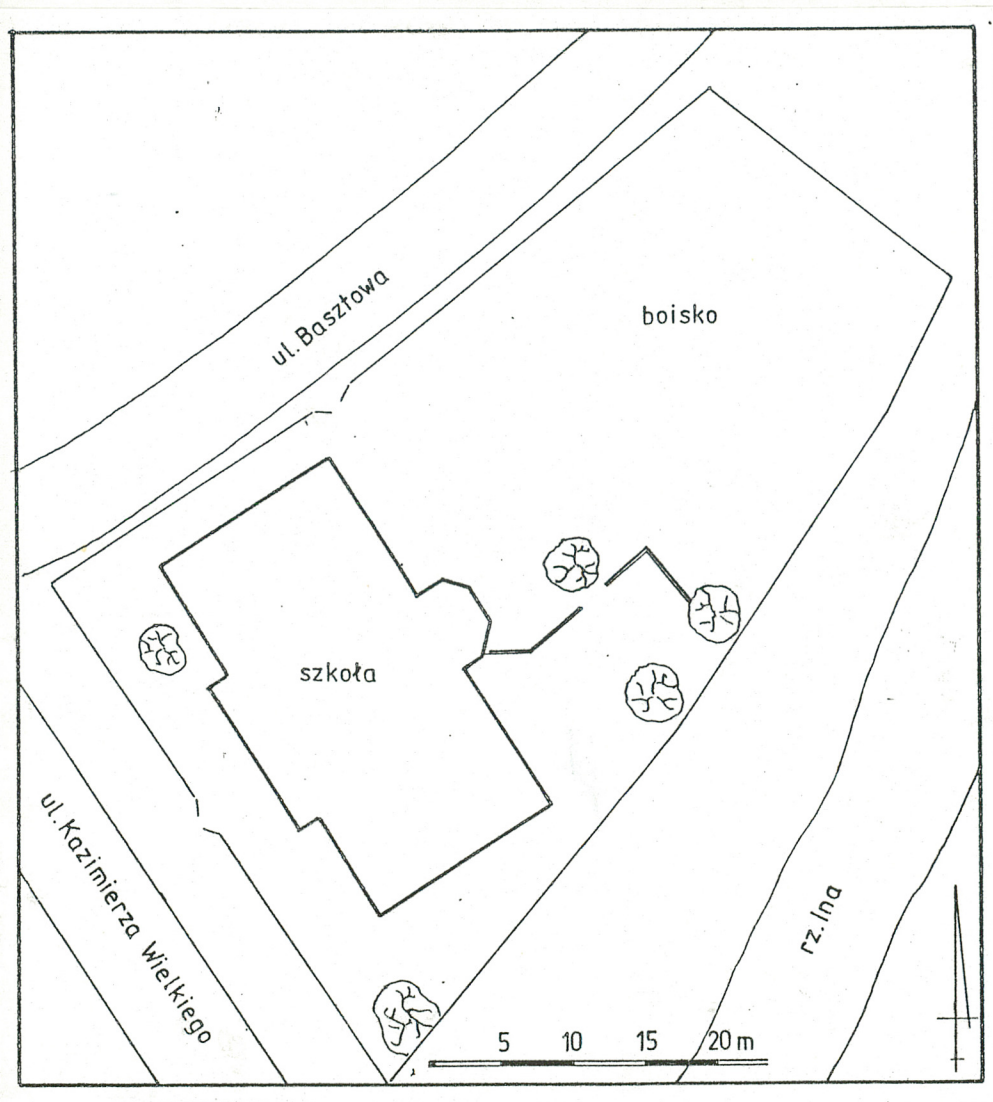 ul. Basztowa
boisko
szkoła
ul. Kazimierza Wielkiego
rz. Ina
5 10 15 20 m